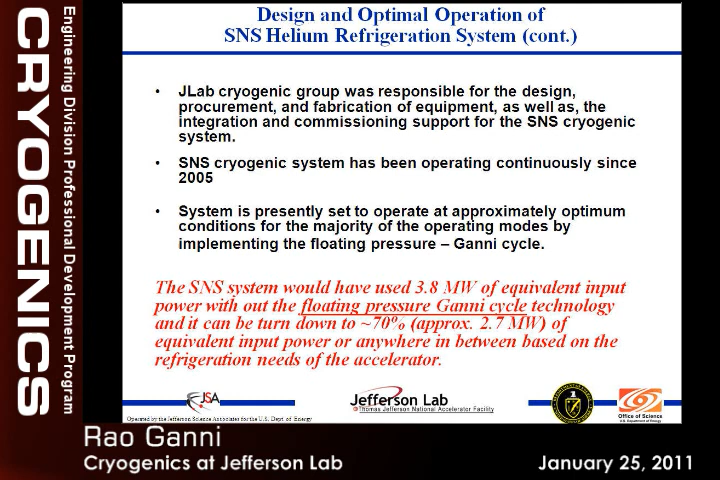 Engineering Division Professional Development Program
CRYOGENICS
Design and Optimal Operation of
SNS Helium Refrigeration System (cont.)
• JLab cryogenic group was responsible for the design,
procurement, and fabrication of equipment, as well as, the
integration and commissioning support for the SNS cryogenic
system.
• SNS cryogenic system has been operating continuously since
2005
• System is presently set to operate at approximately optimum
conditions for the majority of the operating modes by
implementing the floating pressure – Ganni cycle.
The SNS system would have used 3.8 MW of equivalent input
power with out the floating pressure Ganni cycle technology
and it can be turn down to ~70% (approx. 2.7 MW) of
equivalent input power or anywhere in between based on the
refrigeration needs of the accelerator.
JSA
Jefferson Lab
Thomas Jefferson National Accelerator Facility
Office of Science
U.S. Department of Energy
Operated by the Jefferson Science Associates for the U.S. Dept. of Energy
Rao Ganni
Cryogenics at Jefferson Lab
January 25, 2011